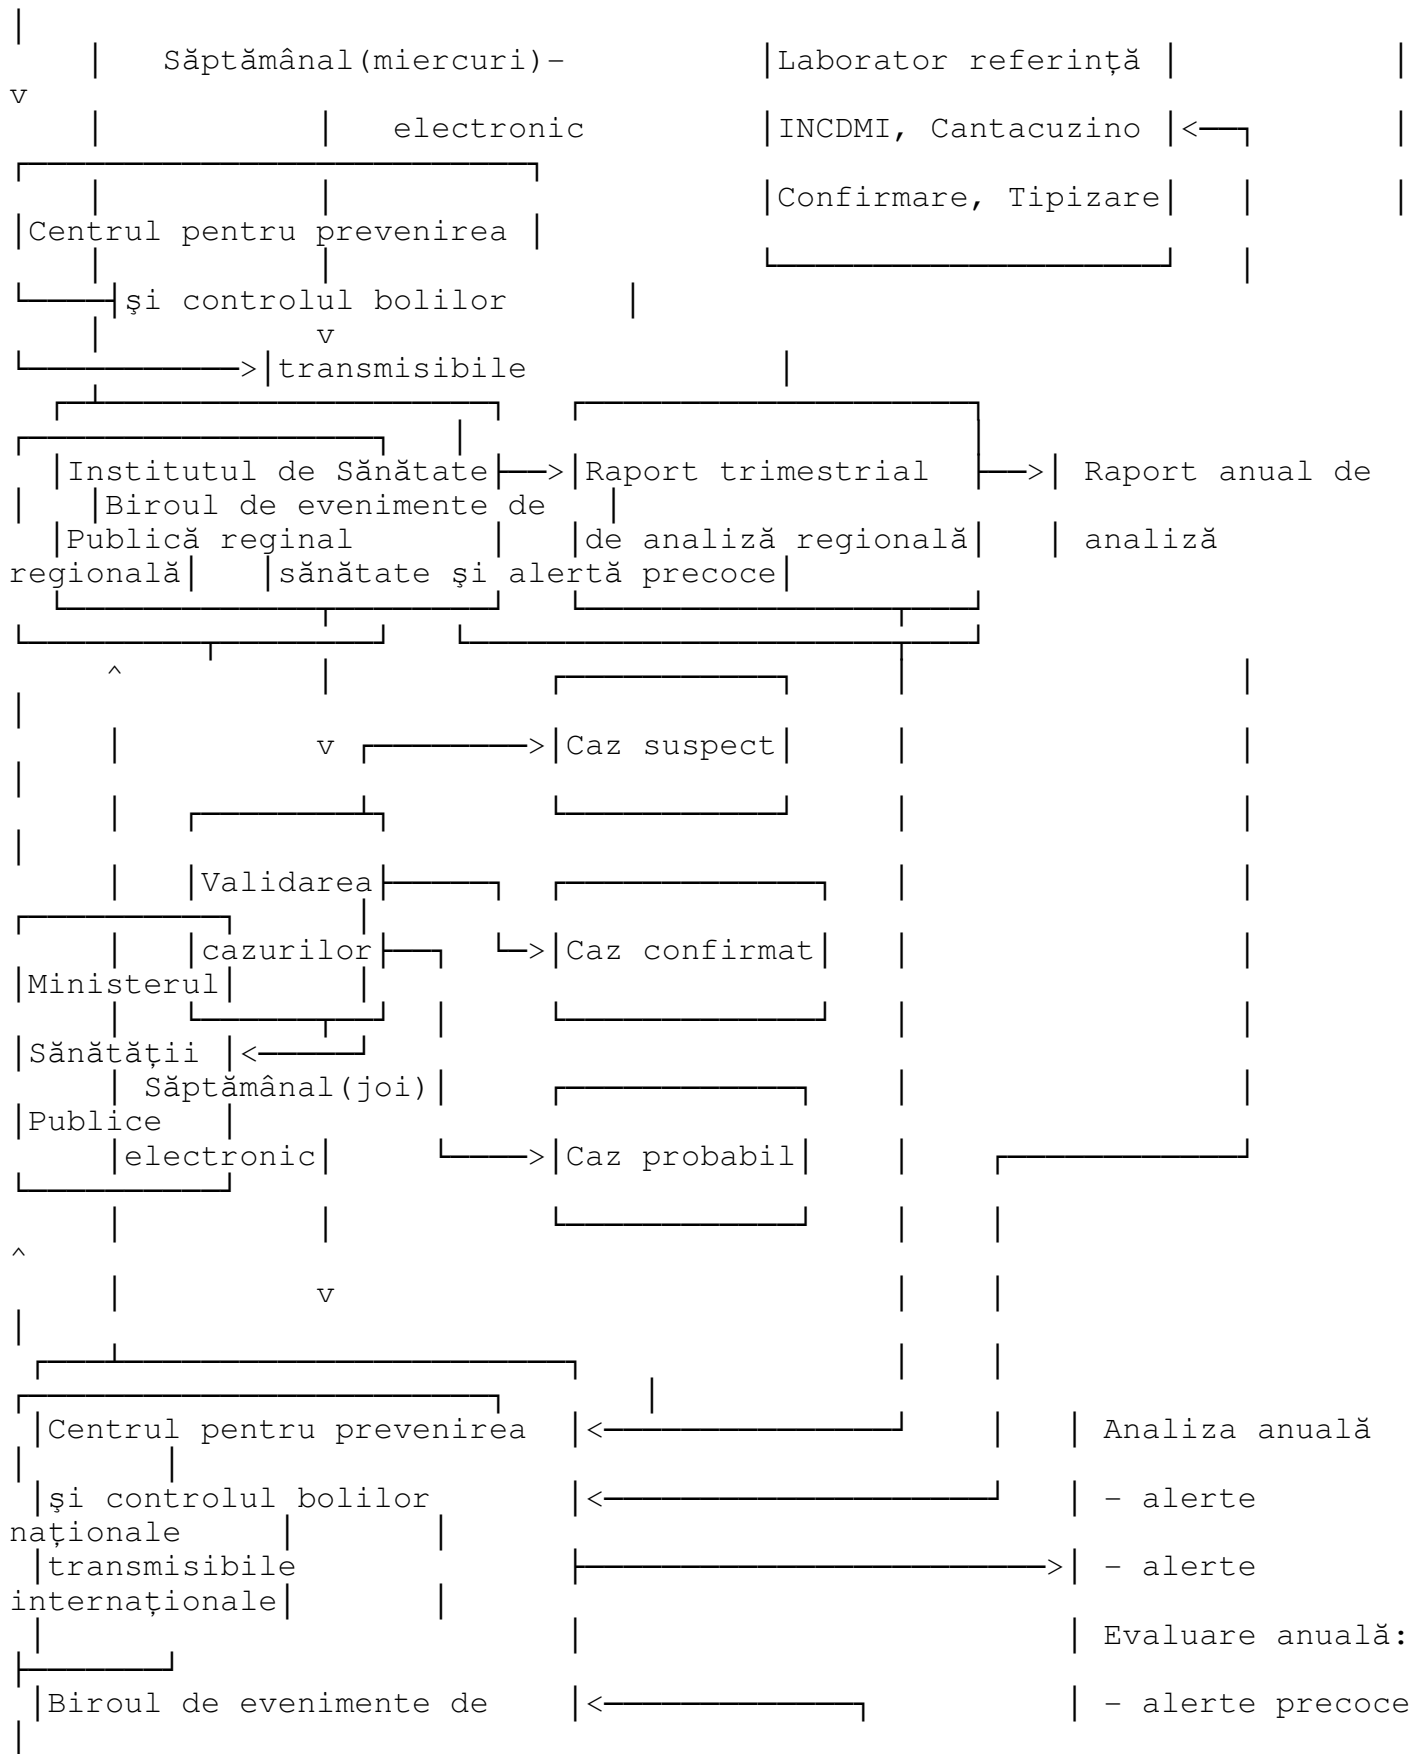 Săptămânal(miercuri)- Laborator referință
v
electronic INCDMI, Cantacuzino <
Confirmare, Tipizare
Centrul pentru prevenirea
și controlul bolilor
v
> transmisibile
Institutul de Sănătate > Raport trimestrial > Raport anual de
Biroul de evenimente de
Publică reginal de analiză regională analiză
regională sănătate și alertă precoce
^
v > Caz suspect
Validarea
cazurilor > Caz confirmat
Ministerul
Sănătății <
Săptămânal(joi)
Publice
electronic > Caz probabil
^
v
Centrul pentru prevenirea < Analiza anuală
și controlul bolilor < - alerte
naționale
transmisibile > - alerte
internaționale
Evaluare anuală:
Biroul de evenimente de < - alerte precoce